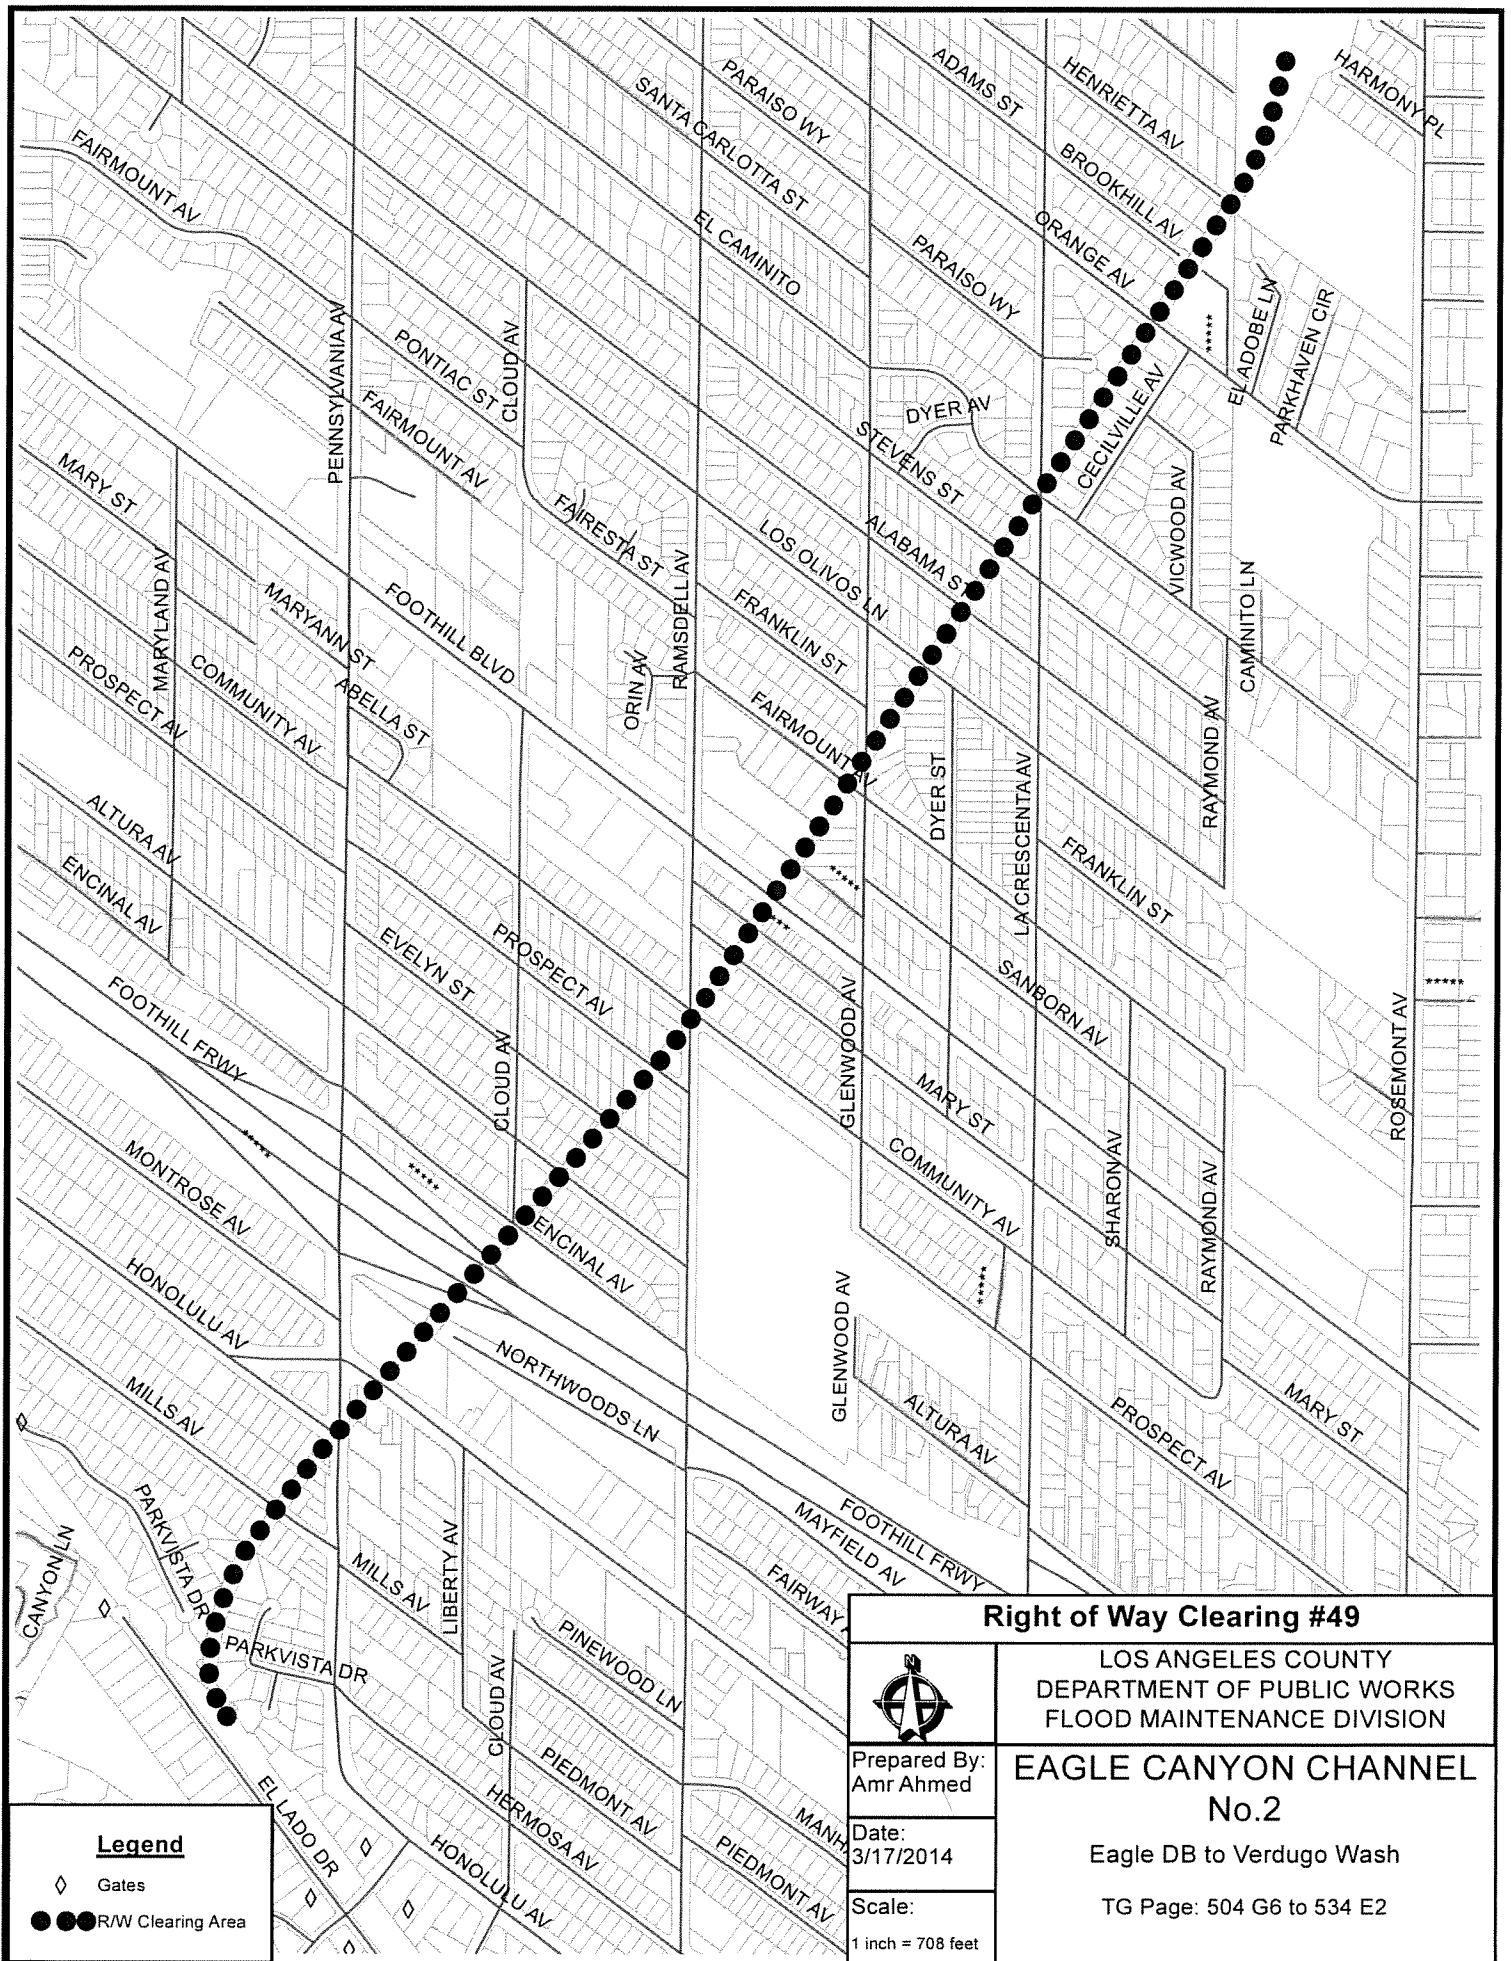 HARMONY PL
HENRIETTA AV
ADAMS ST
PARAISO WY
SANTA CARLOTTA ST
BROOKHILL AV
FAIRMOUNT AV
ORANGE AV
EL CAMINITO
PARAISO WY
EL ADOBE LN
PARKHAVEN CIR
*****
PENNSYLVANIA AV
PONTIAC ST
CLOUD AV
CECILVILLE AV
DYER AV
FAIRMOUNT AV
STEVENS ST
VICWOOD AV
MARY ST
FAIRESTA ST
LOS OLIVOS LN
ALABAMA ST
MARYLAND AV
MARYANN ST
FOOTHILL BLVD
RAMSDELL AV
FRANKLIN ST
CAMINITO LN
PROSPECT AV
COMMUNITY AV
ABELLA ST
ORIN AV
FAIRMOUNT AV
RAYMOND AV
DYER ST
LA CRESCENTA AV
ALTURA AV
FRANKLIN ST
*****
ENCINAL AV
***
EVELYN ST
PROSPECT AV
SANBORN AV
*****
FOOTHILL FRWY
GLENWOOD AV
ROSEMONT AV
CLOUD AV
MARY ST
*****
*****
MONTROSE AV
COMMUNITY AV
SHARON AV
RAYMOND AV
ENCINAL AV
*****
HONOLULU AV
GLENWOOD AV
NORTHWOODS LN
MILLS AV
ALTURA AV
PROSPECT AV
MARY ST
PARKVISTA DR
FOOTHILL FRWY
MAYFIELD AV
CANYON LN
LIBERTY AV
MILLS AV
FAIRWAY
PINEWOOD LN
PARKVISTA DR
CLOUD AV
PIEDMONT AV
EL LADO DR
HERMOSA AV
MANH
PIEDMONT AV
HONOLULU AV
Legend
Gates
R/W Clearing Area
Right of Way Clearing #49
N
LOS ANGELES COUNTY
DEPARTMENT OF PUBLIC WORKS
FLOOD MAINTENANCE DIVISION
Prepared By:
Amr Ahmed
Date:
3/17/2014
Scale:
1 inch = 708 feet
EAGLE CANYON CHANNEL
No.2
Eagle DB to Verdugo Wash
TG Page: 504 G6 to 534 E2